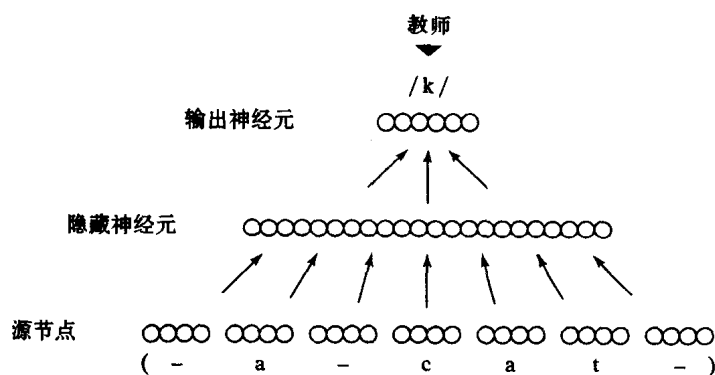 教师
/k/
输出神经元
隐藏神经元
源节点
( – a – c a t – )